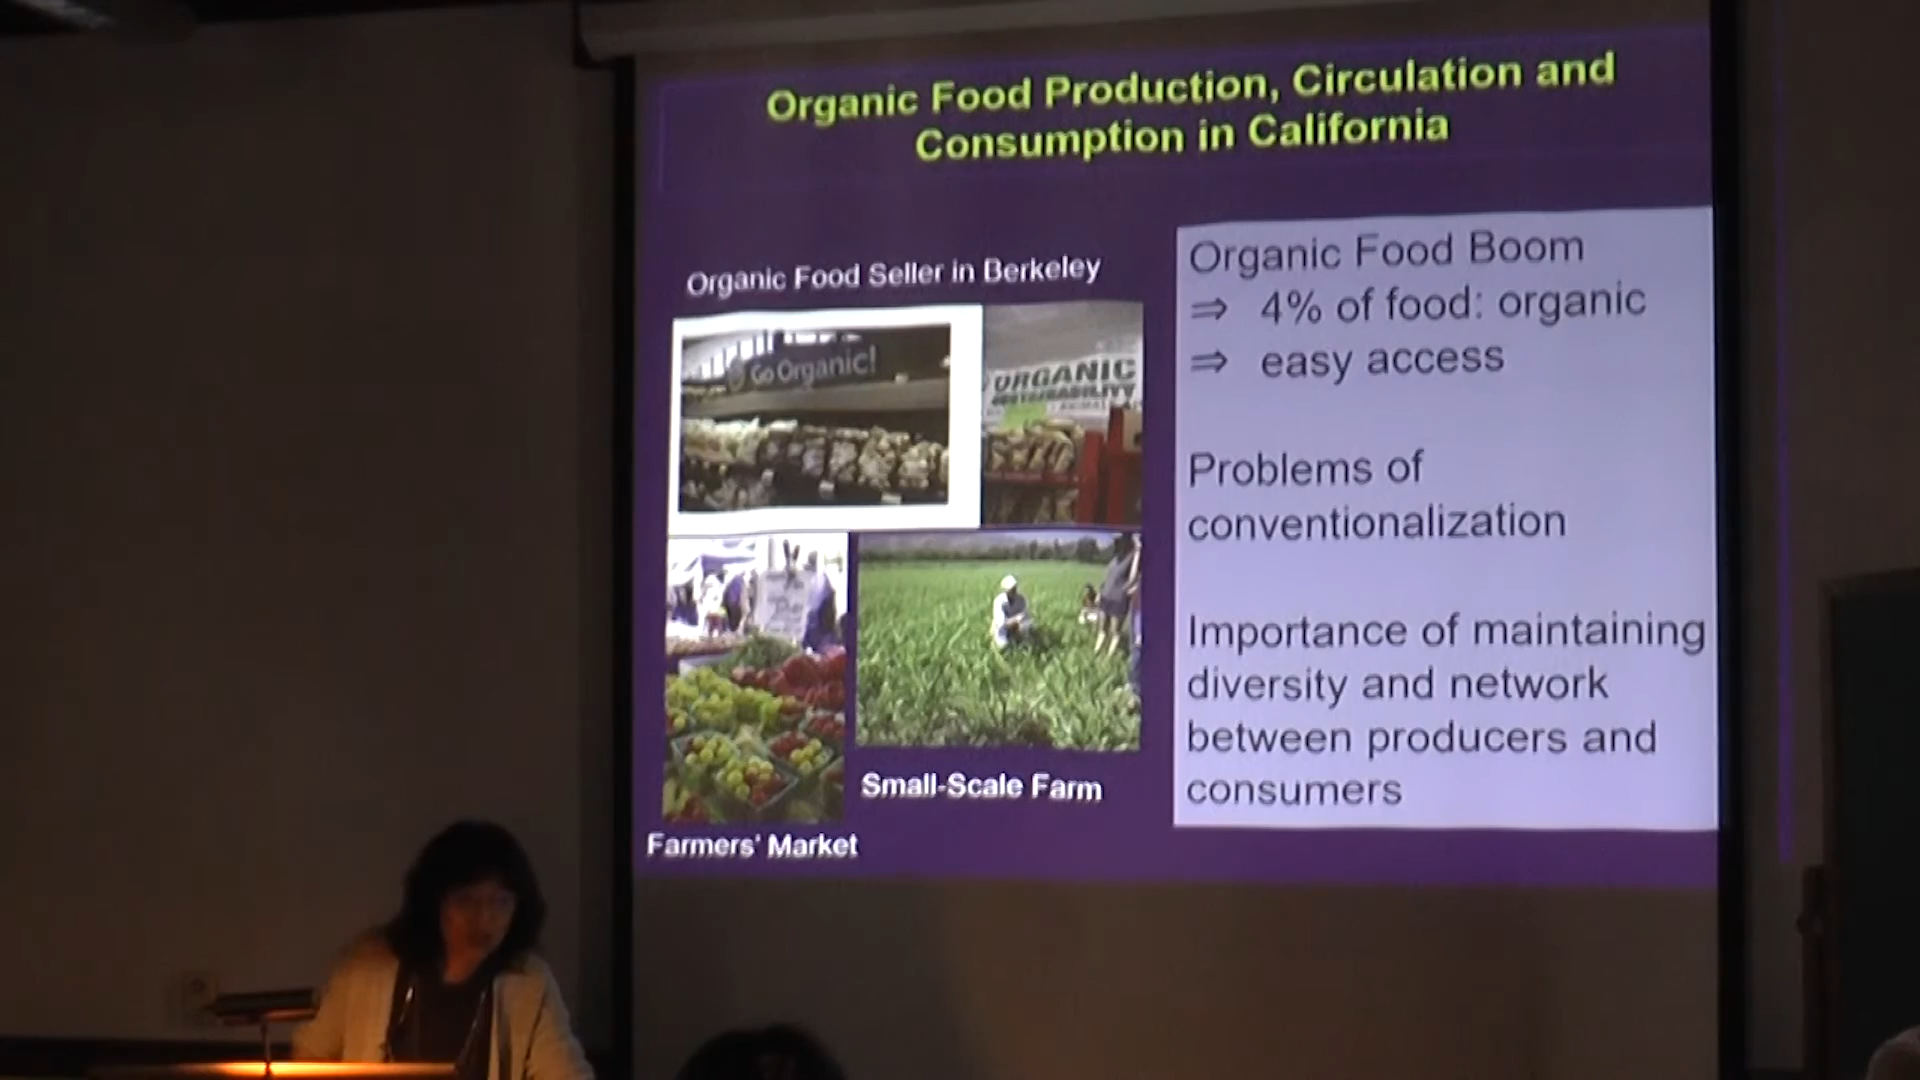 Organic Food Production, Circulation and
Consumption in California
Organic Food Seller in Berkeley
Go Organic!
ORGANIC
SUSTAINABILITY
Farmers' Market
Small-Scale Farm
Organic Food Boom
⇒ 4% of food: organic
⇒ easy access
Problems of
conventionalization
Importance of maintaining
diversity and network
between producers and
consumers